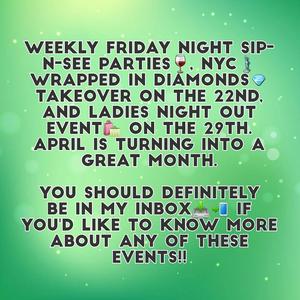 WEEKLY FRIDAY NIGHT SIP-
N-SEE PARTIES🍷, NYC🗽
WRAPPED IN DIAMONDS💎
TAKEOVER ON THE 22ND,
AND LADIES NIGHT OUT
EVENT🛍️ ON THE 29TH.
APRIL IS TURNING INTO A
GREAT MONTH.
YOU SHOULD DEFINITELY
BE IN MY INBOX📥📲 IF
YOU'D LIKE TO KNOW MORE
ABOUT ANY OF THESE
EVENTS!!